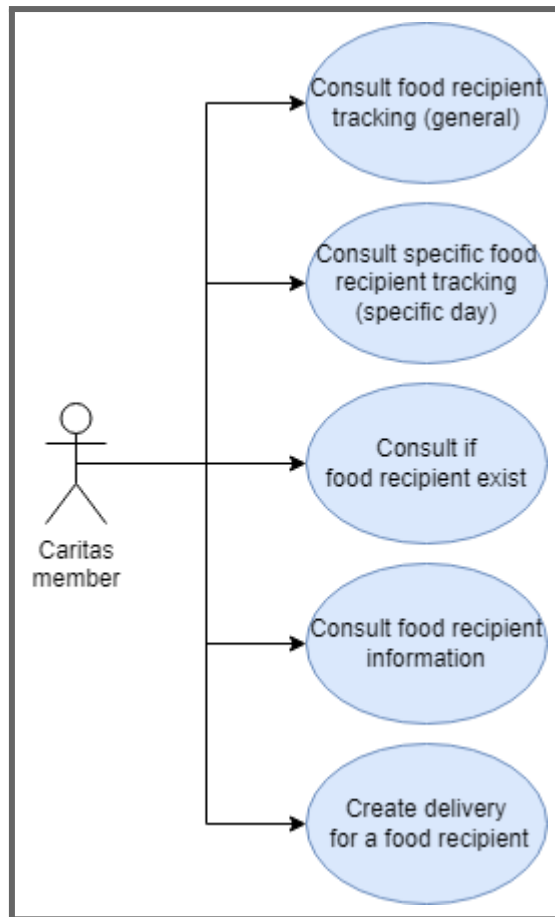 Consult food recipient
tracking (general)
Consult specific food
recipient tracking
(specific day)
Consult if
food recipient exist
Caritas
member
Consult food recipient
information
Create delivery
for a food recipient